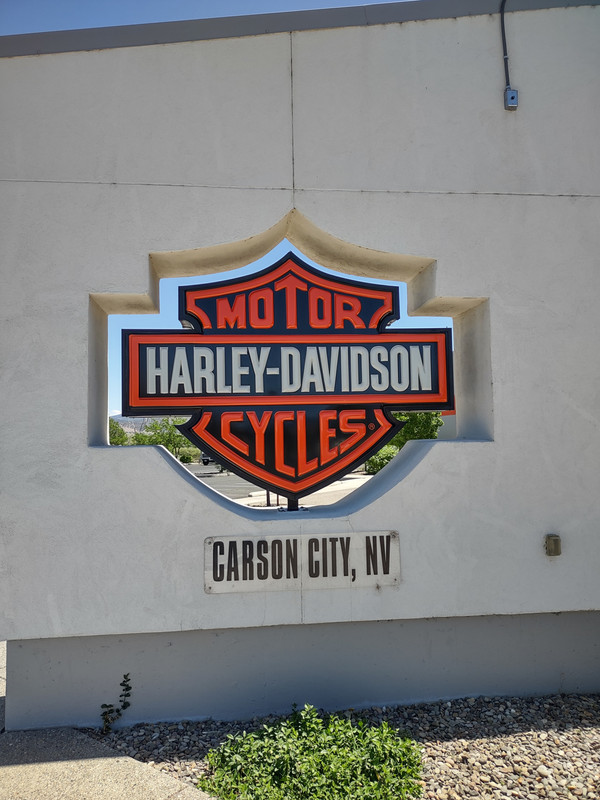 MOTOR
HARLEY-DAVIDSON
CYCLES®
CARSON CITY, NV